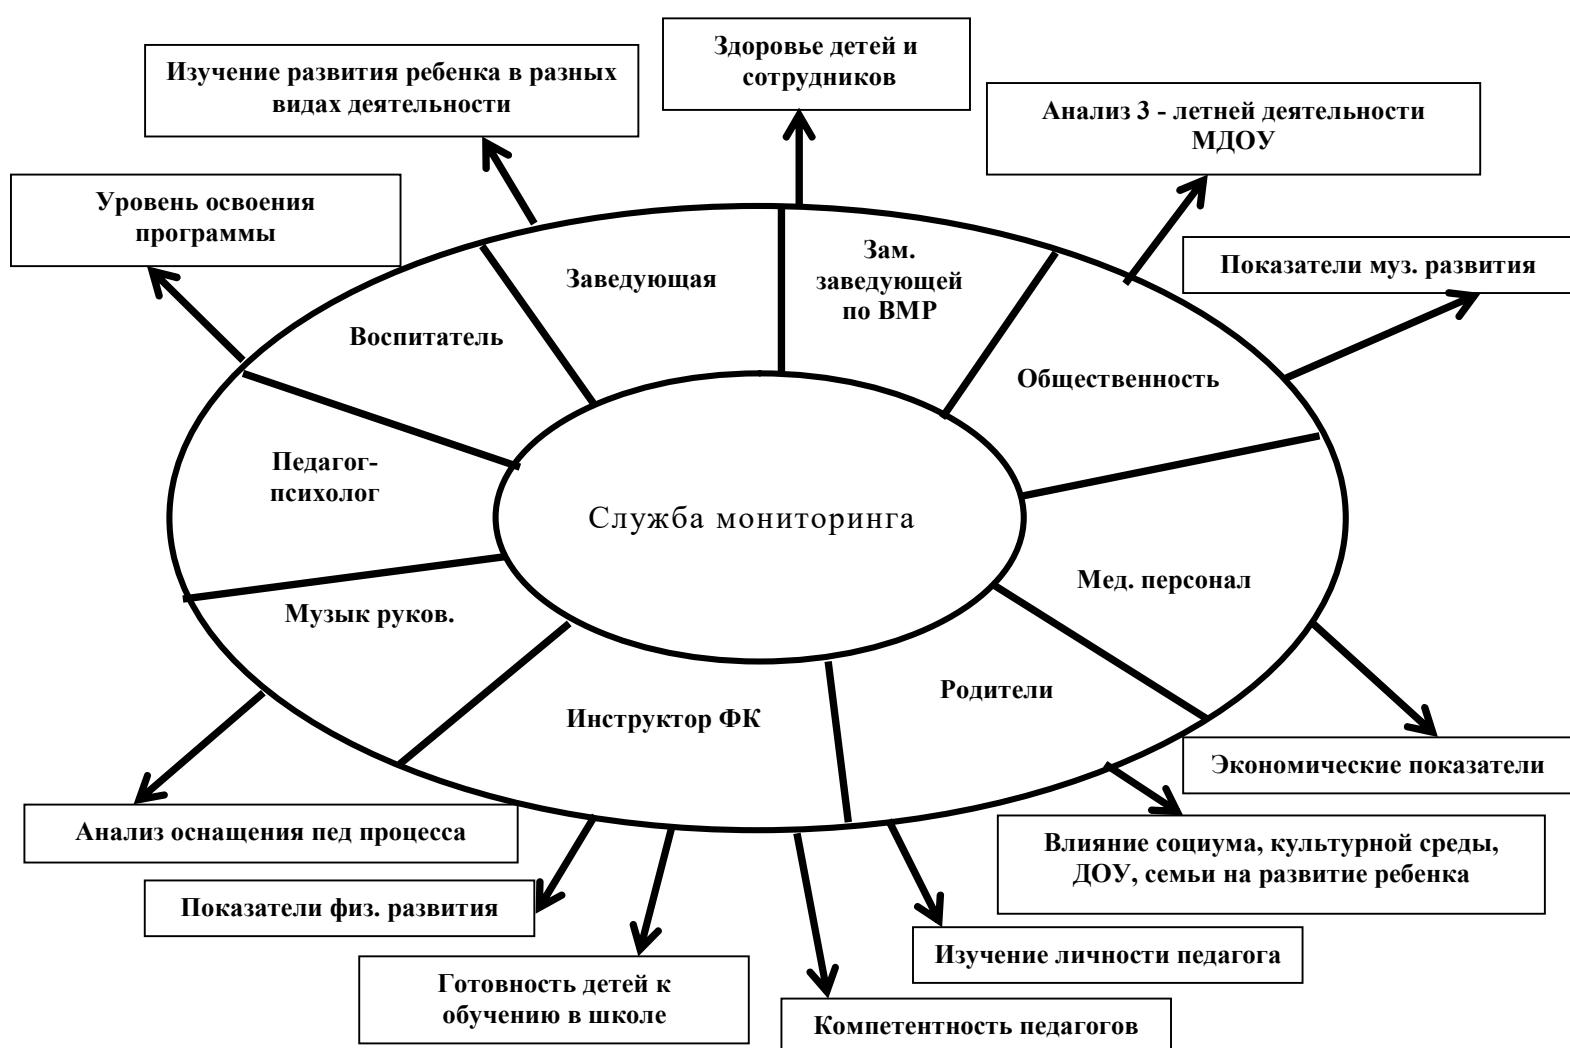 Здоровье детей и
сотрудников
Изучение развития ребенка в разных
видах деятельности
Анализ 3 - летней деятельности
МДОУ
Уровень освоения
программы
Показатели муз. развития
Заведующая
Зам.
заведующей
по ВМР
Воспитатель
Общественность
Педагог-
психолог
Служба мониторинга
Мед. персонал
Музык руков.
Родители
Инструктор ФК
Экономические показатели
Анализ оснащения пед процесса
Влияние социума, культурной среды,
ДОУ, семьи на развитие ребенка
Показатели физ. развития
Изучение личности педагога
Готовность детей к
обучению в школе
Компетентность педагогов